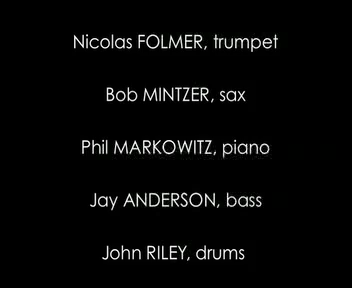 Nicolas FOLMER, trumpet
Bob MINTZER, sax
Phil MARKOWITZ, piano
Jay ANDERSON, bass
John RILEY, drums